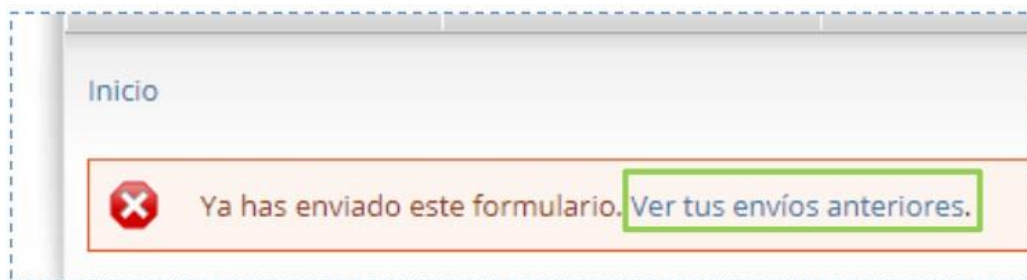 Inicio
Ya has enviado este formulario. Ver tus envíos anteriores.